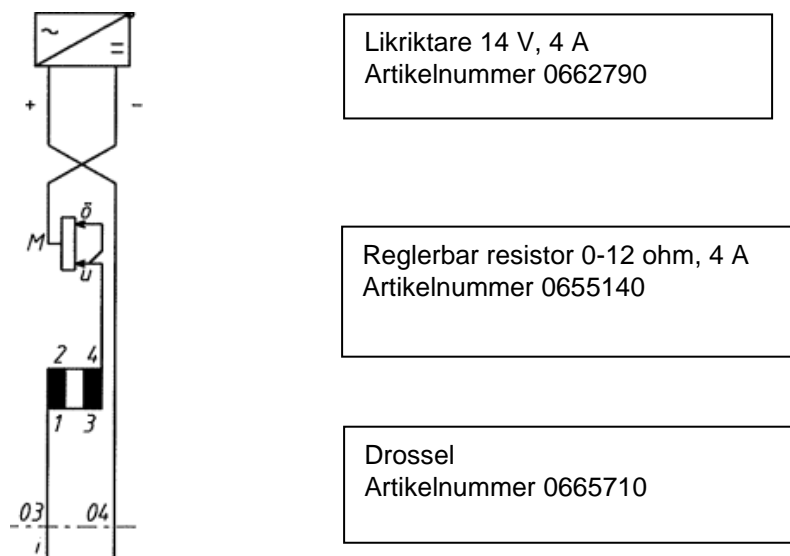 ~
=
+ -
Likriktare 14 V, 4 A
Artikelnummer 0662790
ö
M
u
Reglerbar resistor 0-12 ohm, 4 A
Artikelnummer 0655140
2 4
1 3
Drossel
Artikelnummer 0665710
03 04
i